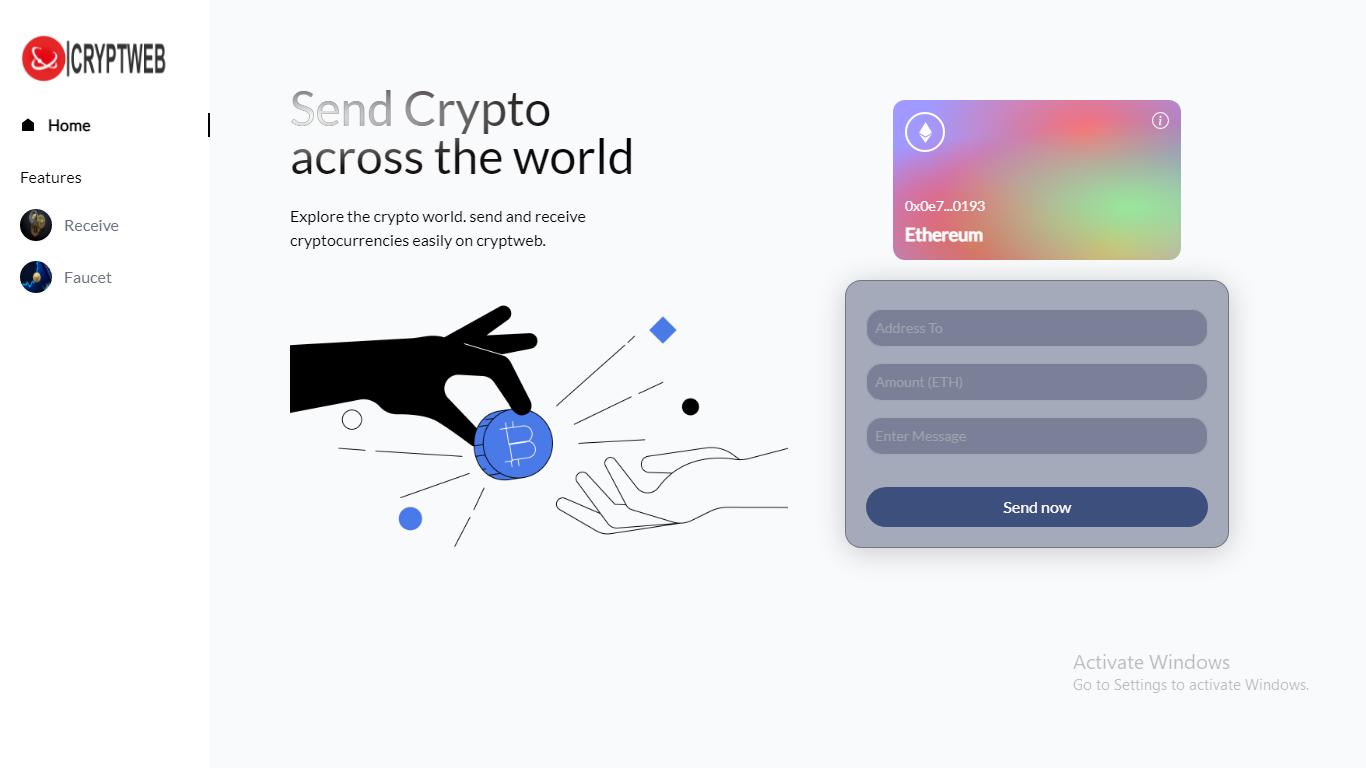 |CRYPTWEB
Home
Features
Receive
Faucet
Send Crypto
across the world
Explore the crypto world. send and receive
cryptocurrencies easily on cryptweb.
0x0e7...0193
Ethereum
Address To
Amount (ETH)
Enter Message
Send now
Activate Windows
Go to Settings to activate Windows.